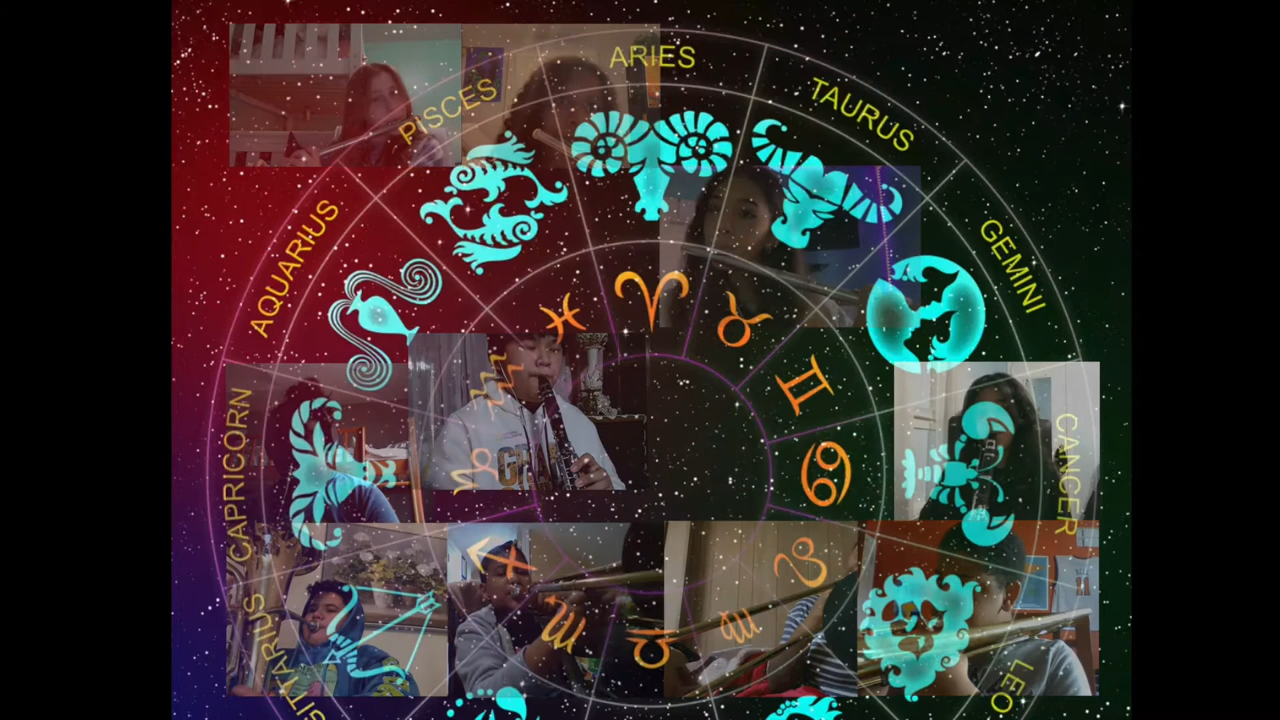 ARIES
TAURUS
PISCES
GEMINI
AQUARIUS
CANCER
CAPRICORN
LEO